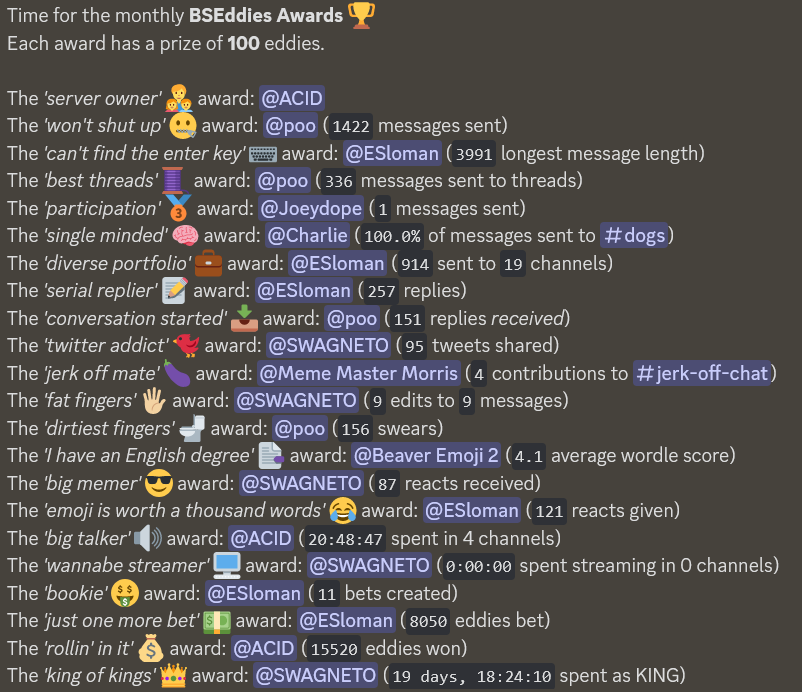 Time for the monthly BSEddies Awards 🏆
Each award has a prize of 100 eddies.
The 'server owner' 👨‍👩‍👧‍👦 award: @ACID
The 'won't shut up' 🤐 award: @poo (1422 messages sent)
The 'can't find the enter key' ⌨️ award: @ESloman (3991 longest message length)
The 'best threads' 🧵 award: @poo (336 messages sent to threads)
The 'participation' 🥉 award: @Joeydope (1 messages sent)
The 'single minded' 🧠 award: @Charlie (100.0% of messages sent to #dogs)
The 'diverse portfolio' 💼 award: @ESloman (914 sent to 19 channels)
The 'serial replier' 📝 award: @ESloman (257 replies)
The 'conversation started' 📥 award: @poo (151 replies received)
The 'twitter addict' 🐦 award: @SWAGNETO (95 tweets shared)
The 'jerk off mate' 🍆 award: @Meme Master Morris (4 contributions to #jerk-off-chat)
The 'fat fingers' 🖐🏻 award: @SWAGNETO (9 edits to 9 messages)
The 'dirtiest fingers' 🚽 award: @poo (156 swears)
The 'I have an English degree' 📄 award: @Beaver Emoji 2 (4.1 average wordle score)
The 'big memer' 😎 award: @SWAGNETO (87 reacts received)
The 'emoji is worth a thousand words' 😂 award: @ESloman (121 reacts given)
The 'big talker' 🔊 award: @ACID (20:48:47 spent in 4 channels)
The 'wannabe streamer' 🖥️ award: @SWAGNETO (0:00:00 spent streaming in 0 channels)
The 'bookie' 🤑 award: @ESloman (11 bets created)
The 'just one more bet' 💵 award: @ESloman (8050 eddies bet)
The 'rollin' in it' 💰 award: @ACID (15520 eddies won)
The 'king of kings' 👑 award: @SWAGNETO (19 days, 18:24:10 spent as KING)